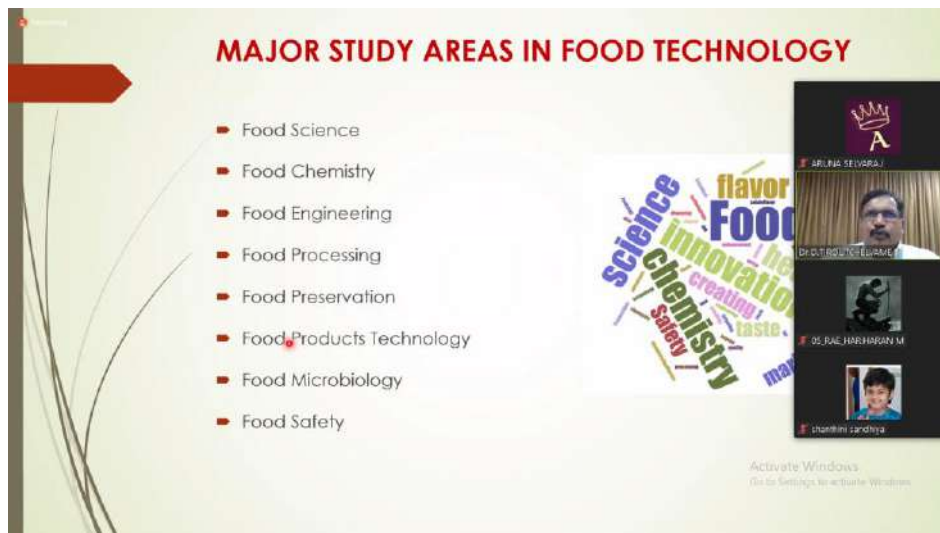 MAJOR STUDY AREAS IN FOOD TECHNOLOGY
Food Science
Food Chemistry
Food Engineering
Food Processing
Food Preservation
Food Products Technology
Food Microbiology
Food Safety
Science
flavor
Food
innovation
chemistry
creating
Safety
taste
A
ARUNA SELVARAJ
05_RAE_HARIHARAN M
shanthini sandhiya
Activate Windows
Go to Settings to activate Windows